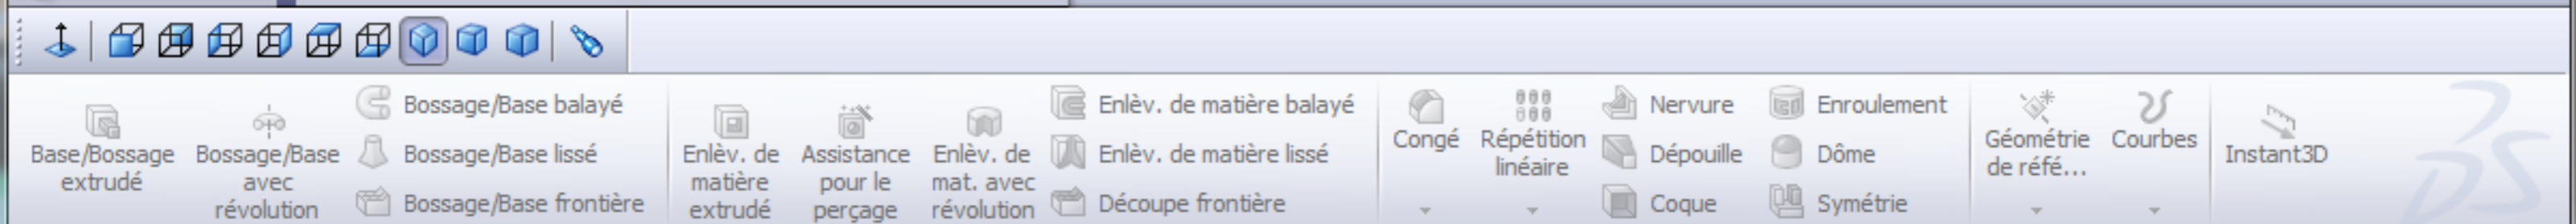 Base/Bossage
extrudé
Bossage/Base
avec
révolution
Bossage/Base balayé
Bossage/Base lissé
Bossage/Base frontière
Enlèv. de
matière
extrudé
Assistance
pour le
perçage
Enlèv. de
mat. avec
révolution
Enlèv. de matière balayé
Enlèv. de matière lissé
Découpe frontière
Congé
Répétition
linéaire
Nervure
Dépouille
Coque
Enroulement
Dôme
Symétrie
Géométrie
de réfé...
Courbes
Instant3D